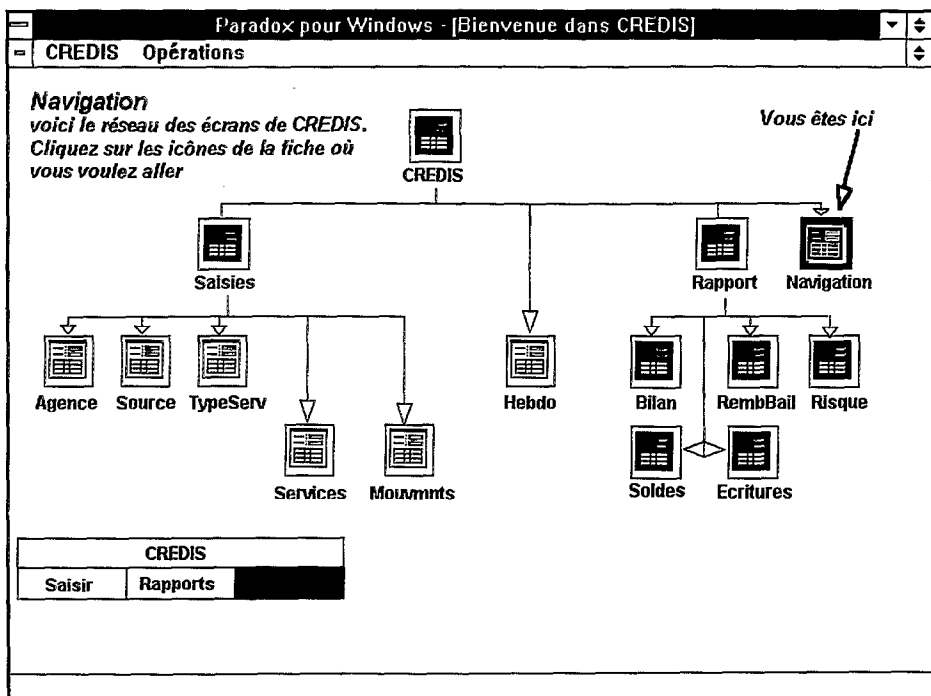 Paradox pour Windows - [Bienvenue dans CREDIS]
CREDIS Opérations
Navigation
voici le réseau des écrans de CREDIS.
Cliquez sur les icônes de la fiche où
vous voulez aller
Vous êtes ici
CREDIS
Saisies
Rapport
Navigation
Agence
Source
TypeServ
Hebdo
Bilan
RembBail
Risque
Services
Mouvmnts
Soldes
Ecritures
CREDIS
Saisir
Rapports